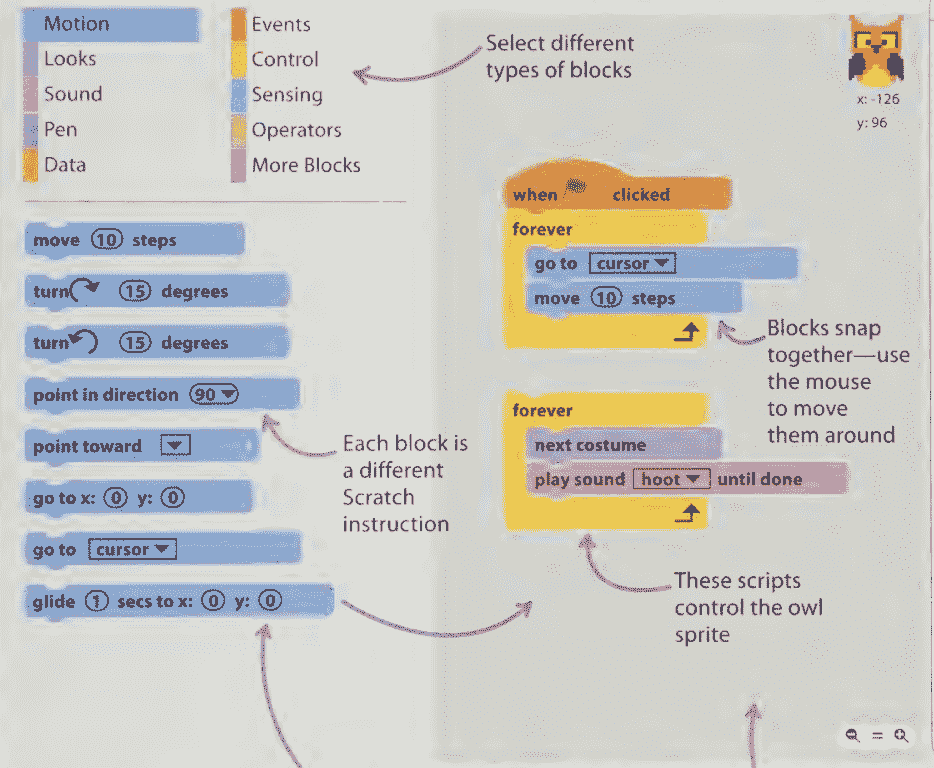 Motion
Looks
Sound
Pen
Data
Events
Control
Sensing
Operators
More Blocks
Select different
types of blocks
x: -126
y: 96
move 10 steps
turn 15 degrees
turn 15 degrees
point in direction 90
point toward
go to x: 0 y: 0
go to cursor
glide 1 secs to x: 0 y: 0
Each block is
a different
Scratch
instruction
when clicked
forever
go to cursor
move 10 steps
Blocks snap
together—use
the mouse
to move
them around
forever
next costume
play sound hoot until done
These scripts
control the owl
sprite